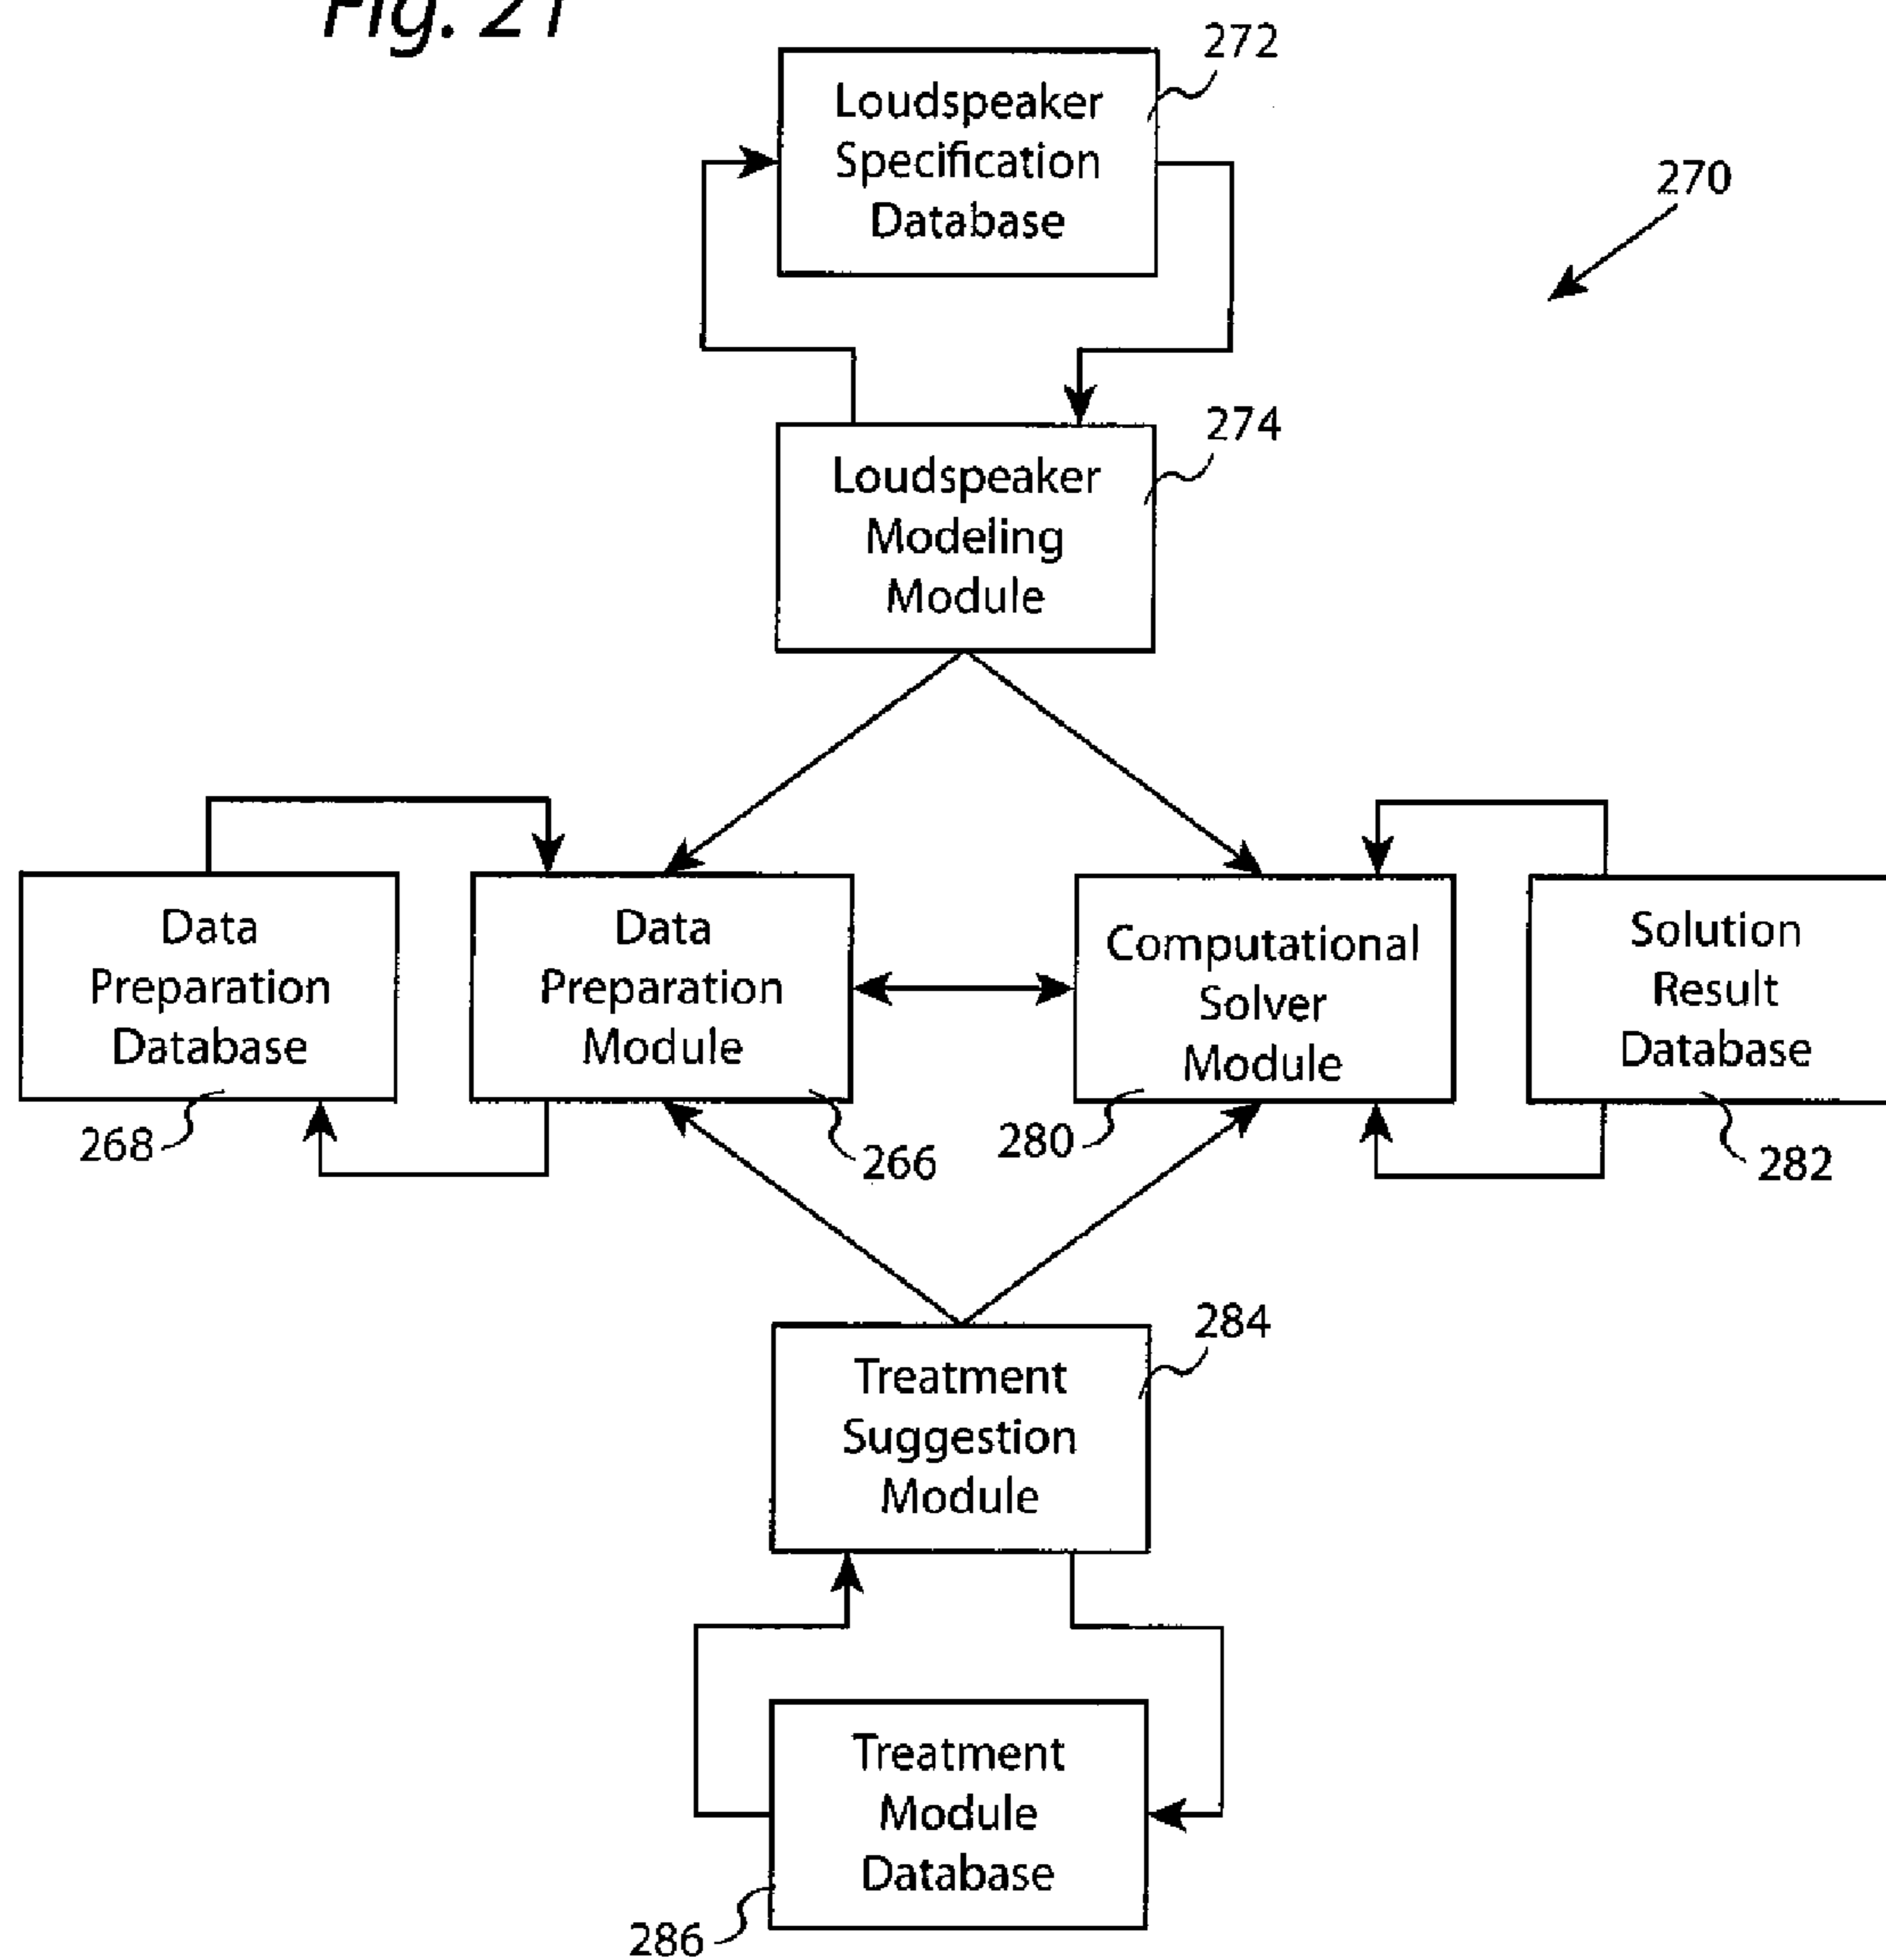 Fig. 21
272
Loudspeaker
Specification
Database
270
274
Loudspeaker
Modeling
Module
Data
Preparation
Database
268
Data
Preparation
Module
266
Computational
Solver
Module
280
Solution
Result
Database
282
284
Treatment
Suggestion
Module
Treatment
Module
Database
286